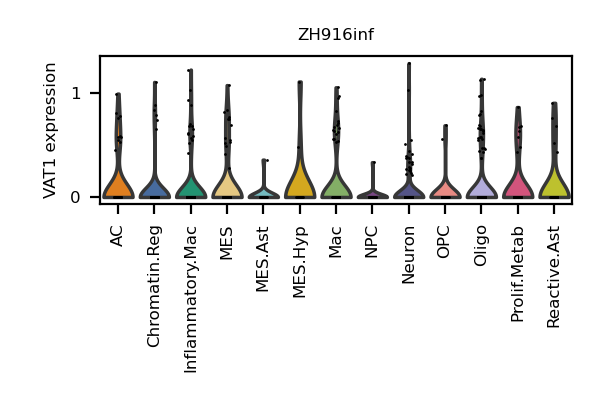 ZH916inf
VAT1 expression
1
0
AC
Chromatin.Reg
Inflammatory.Mac
MES
MES.Ast
MES.Hyp
Mac
NPC
Neuron
OPC
Oligo
Prolif.Metab
Reactive.Ast